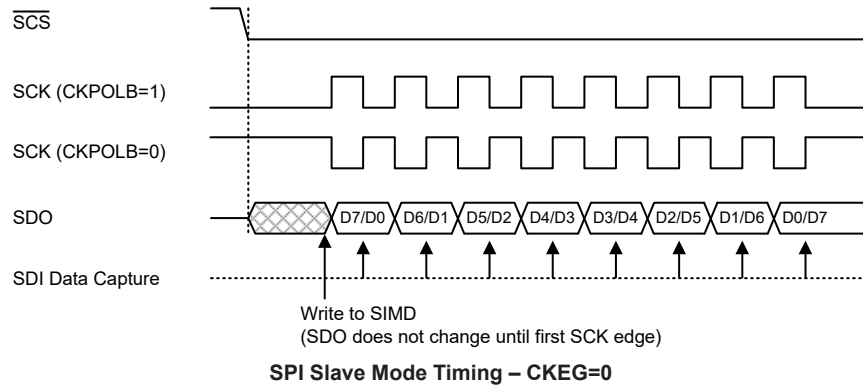 SCS
SCK (CKPOLB=1)
SCK (CKPOLB=0)
SDO
D7/D0 D6/D1 D5/D2 D4/D3 D3/D4 D2/D5 D1/D6 D0/D7
SDI Data Capture
Write to SIMD
(SDO does not change until first SCK edge)
SPI Slave Mode Timing – CKEG=0